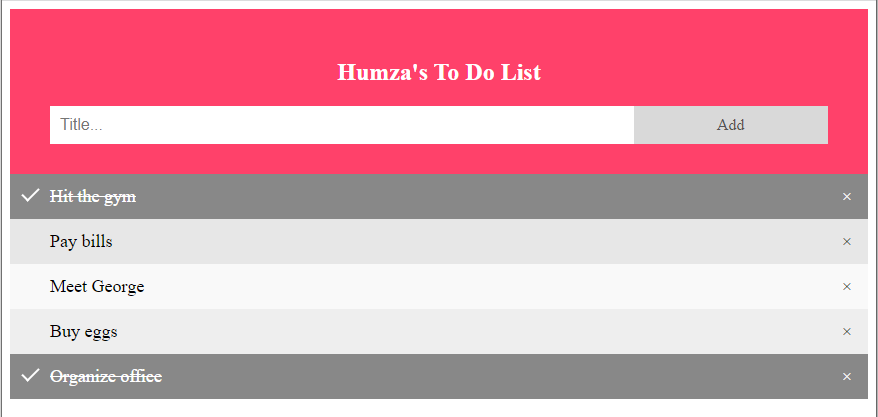 Humza's To Do List
Title...
Add
Hit the gym ×
Pay bills ×
Meet George ×
Buy eggs ×
Organize office ×